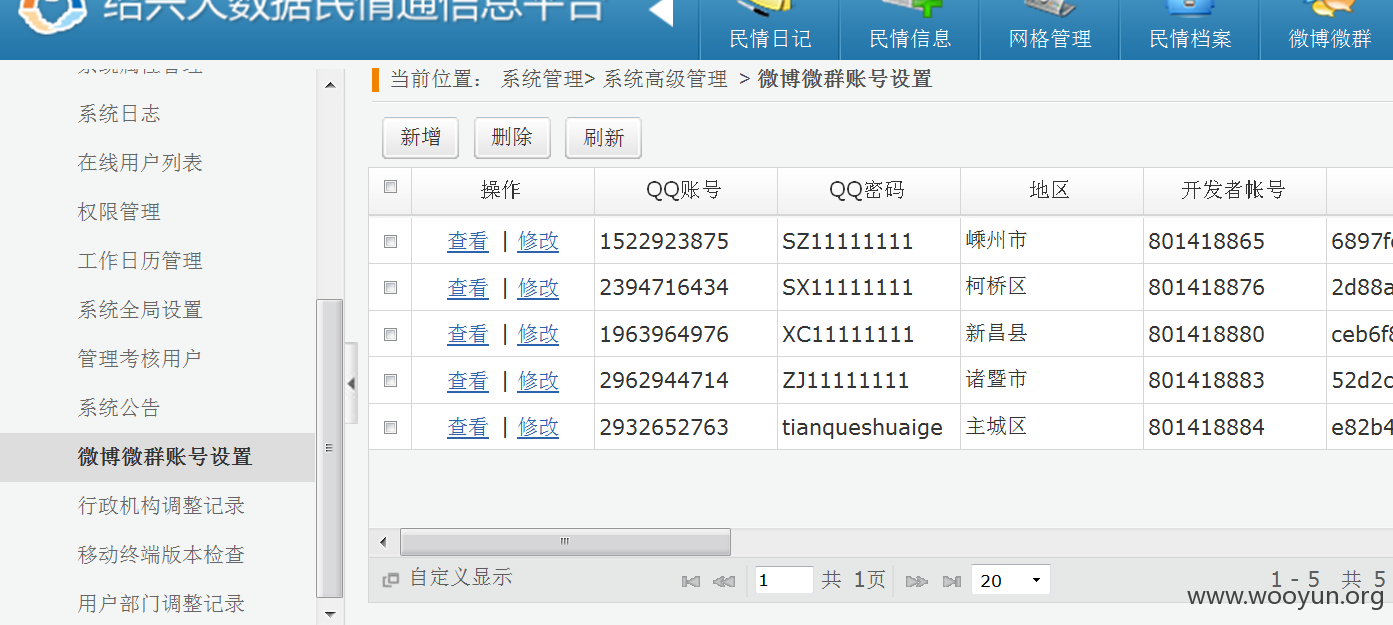 绍兴大数据民情通信息平台
民情日记 民情信息 网格管理 民情档案 微博微群
系统属性管理
系统日志
在线用户列表
权限管理
工作日历管理
系统全局设置
管理考核用户
系统公告
微博微群账号设置
行政机构调整记录
移动终端版本检查
用户部门调整记录
当前位置: 系统管理> 系统高级管理 > 微博微群账号设置
新增 删除 刷新
操作 QQ账号 QQ密码 地区 开发者帐号
查看 | 修改 1522923875 SZ11111111 嵊州市 801418865 6897f
查看 | 修改 2394716434 SX11111111 柯桥区 801418876 2d88a
查看 | 修改 1963964976 XC11111111 新昌县 801418880 ceb6f8
查看 | 修改 2962944714 ZJ11111111 诸暨市 801418883 52d2c
查看 | 修改 2932652763 tianqueshuaige 主城区 801418884 e82b4
自定义显示 1 共 1页 20 1 - 5 共 5
www.wooyun.org